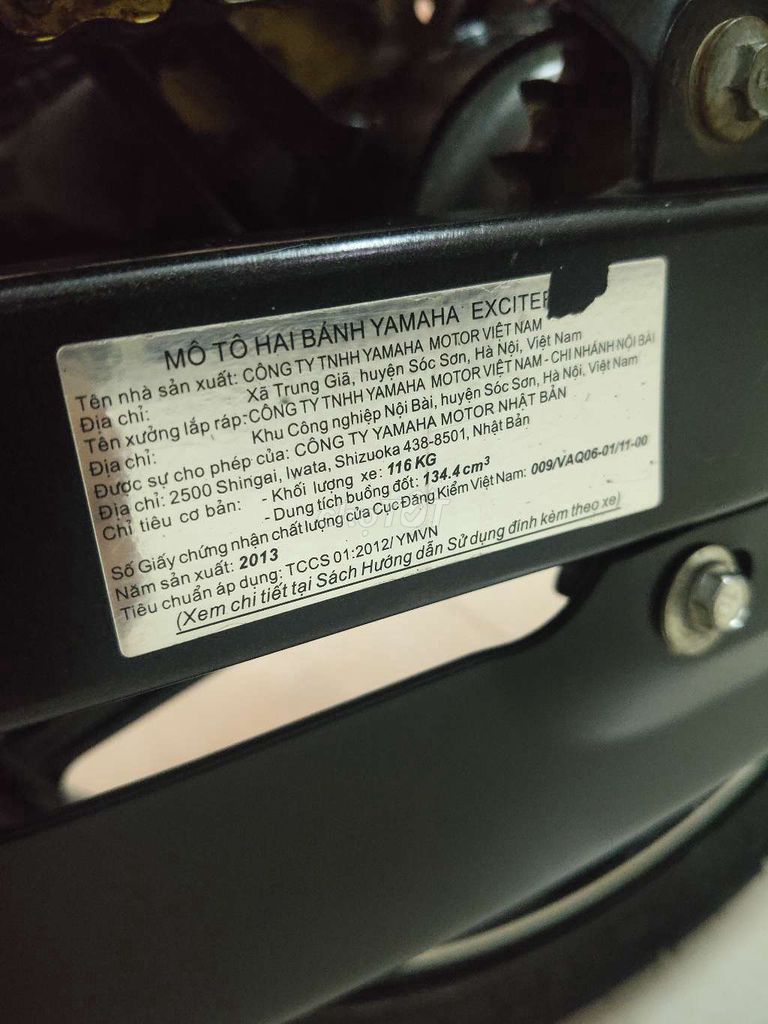 MÔ TÔ HAI BÁNH YAMAHA EXCITER
Tên nhà sản xuất: CÔNG TY TNHH YAMAHA MOTOR VIỆT NAM
Địa chỉ: Xã Trung Giã, huyện Sóc Sơn, Hà Nội, Việt Nam
Tên xưởng lắp ráp: CÔNG TY TNHH YAMAHA MOTOR VIỆT NAM - CHI NHÁNH NỘI BÀI
Địa chỉ: Khu Công nghiệp Nội Bài, huyện Sóc Sơn, Hà Nội, Việt Nam
Được sự cho phép của: CÔNG TY YAMAHA MOTOR NHẬT BẢN
Địa chỉ: 2500 Shingai, Iwata, Shizuoka 438-8501, Nhật Bản
Chỉ tiêu cơ bản: - Khối lượng xe: 116 KG
- Dung tích buồng đốt: 134.4 cm³
Số Giấy chứng nhận chất lượng của Cục Đăng Kiểm Việt Nam: 009/VAQ06-01/11-00
Năm sản xuất: 2013
Tiêu chuẩn áp dụng: TCCS 01:2012/ YMVN
(Xem chi tiết tại Sách Hướng dẫn Sử dụng đính kèm theo xe)